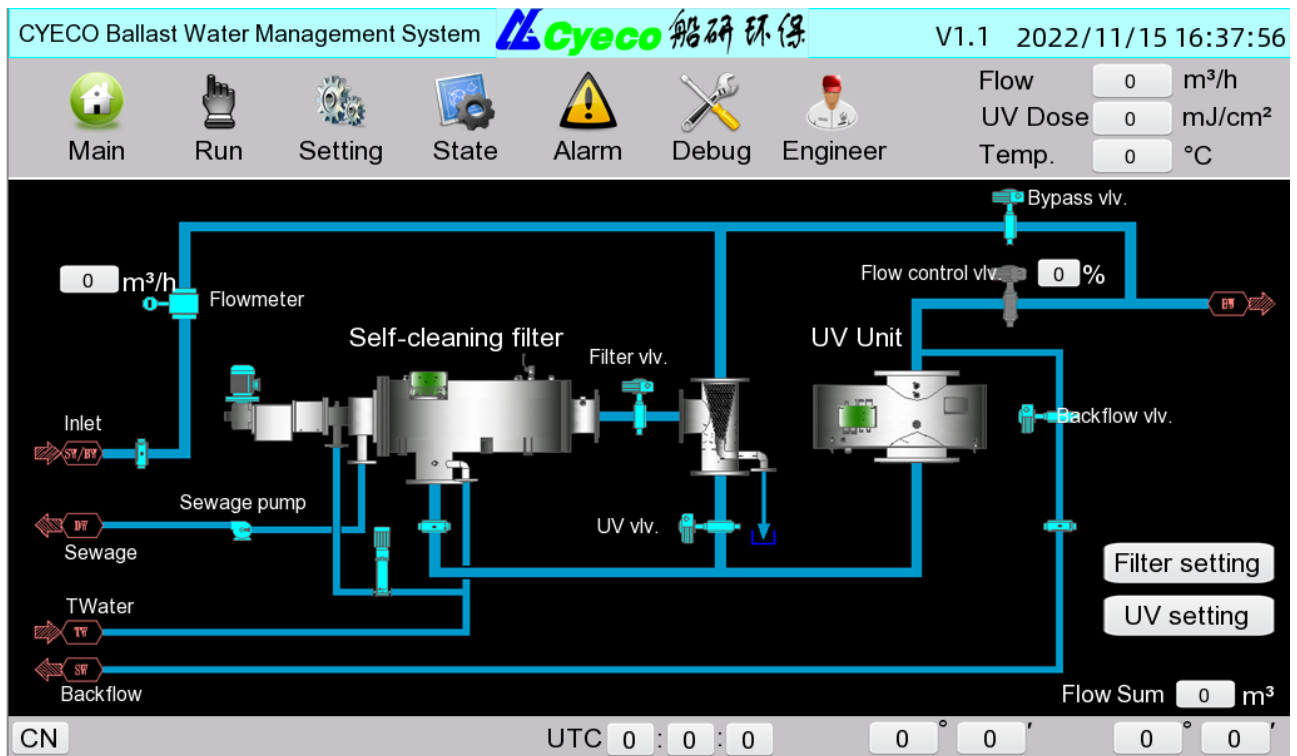 CYECO Ballast Water Management System Cyeco 船研环保 V1.1 2022/11/15 16:37:56
Main Run Setting State Alarm Debug Engineer
Flow 0 m³/h
UV Dose 0 mJ/cm²
Temp. 0 °C
Bypass vlv.
0 m³/h
Flowmeter
Flow control vlv. 0 %
BW
Self-cleaning filter
Filter vlv.
UV Unit
Inlet
SW/BW
Backflow vlv.
Sewage pump
DW
Sewage
UV vlv.
Filter setting
TWater
TW
UV setting
SW
Backflow
Flow Sum 0 m³
CN UTC 0 : 0 : 0 0 ° 0 ′ 0 ° 0 ′